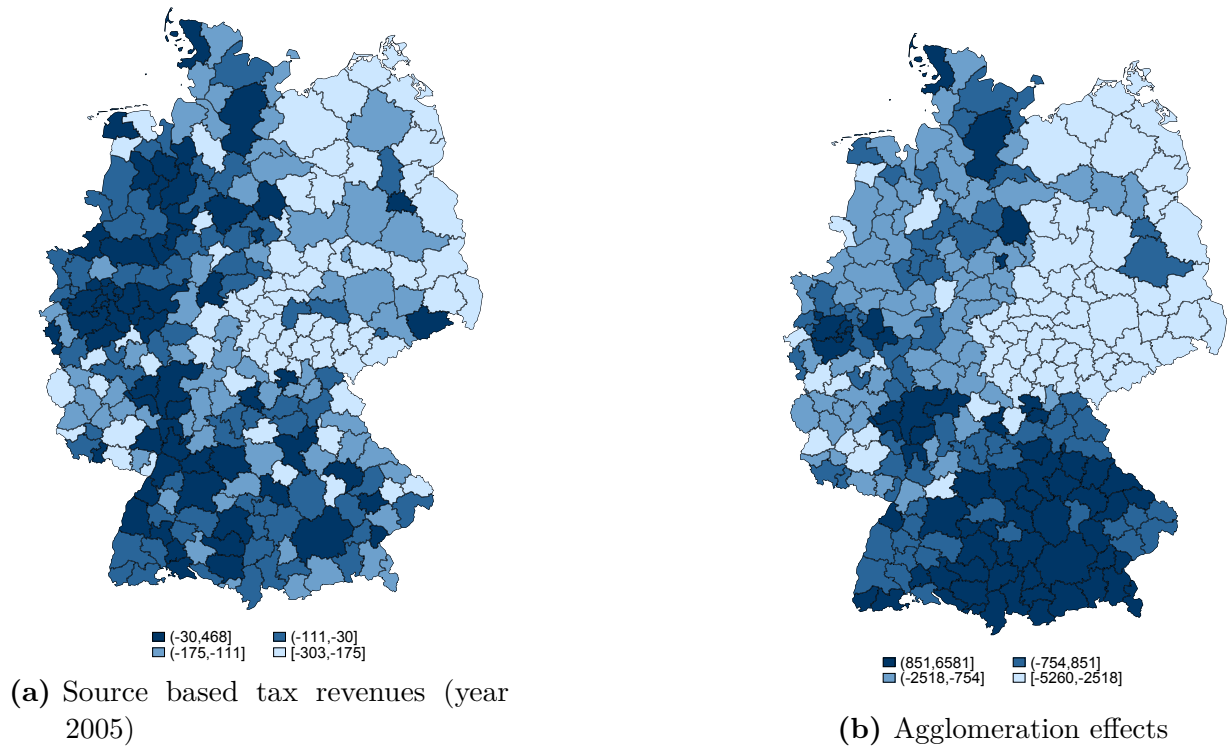 (-30,468] (-111,-30]
(-175,-111] [-303,-175]
(a) Source based tax revenues (year
2005)
(851,6581] (-754,851]
(-2518,-754] [-5260,-2518]
(b) Agglomeration effects